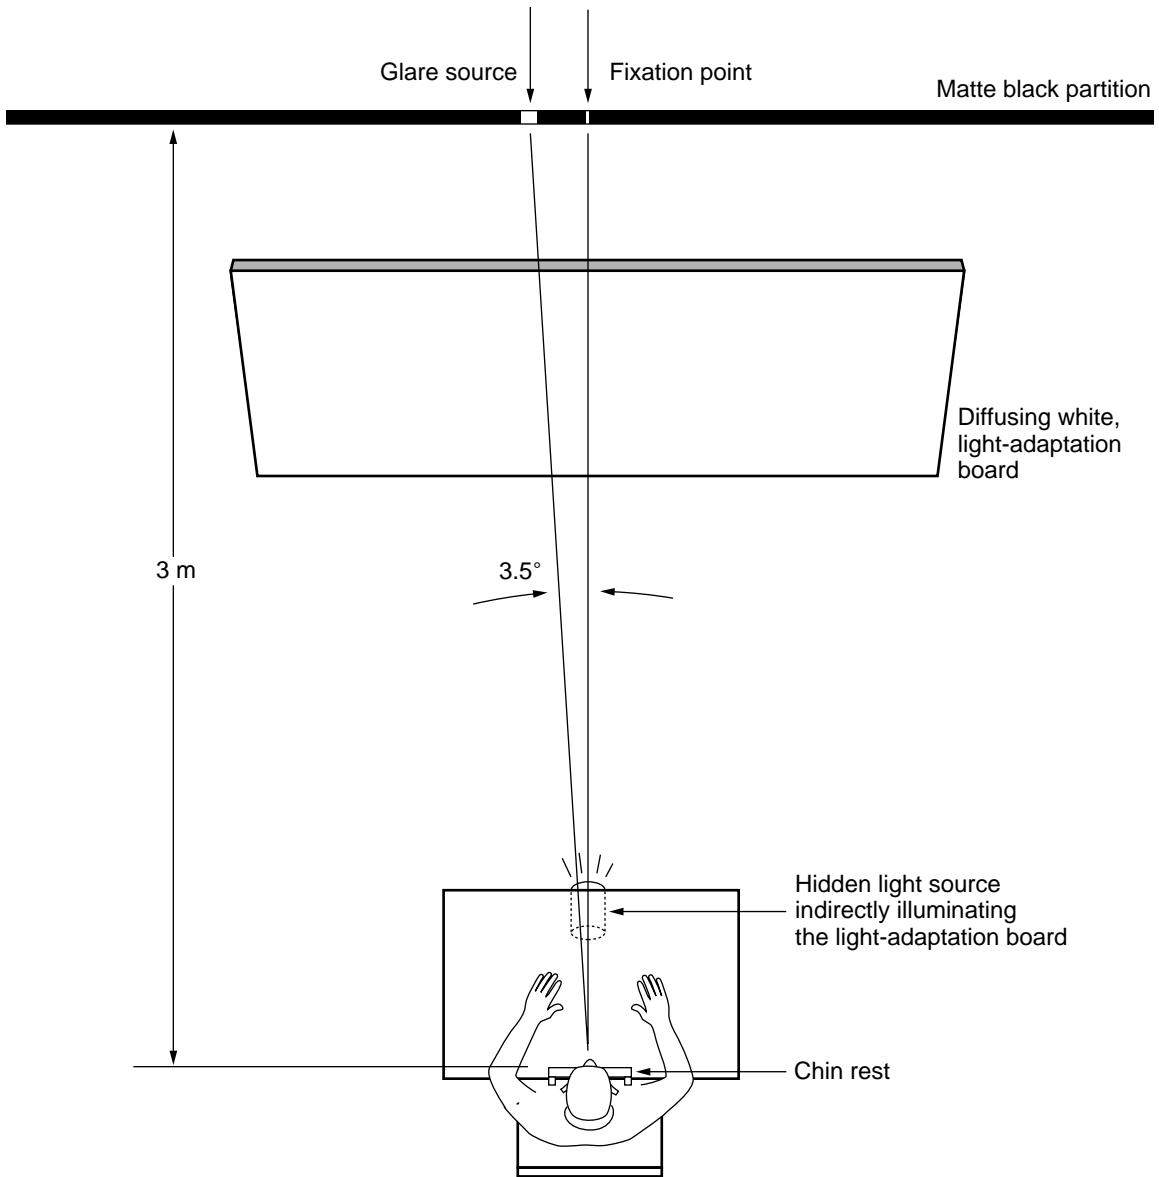 Glare source
Fixation point
Matte black partition
Diffusing white,
light-adaptation
board
3 m
3.5°
Hidden light source
indirectly illuminating
the light-adaptation board
Chin rest